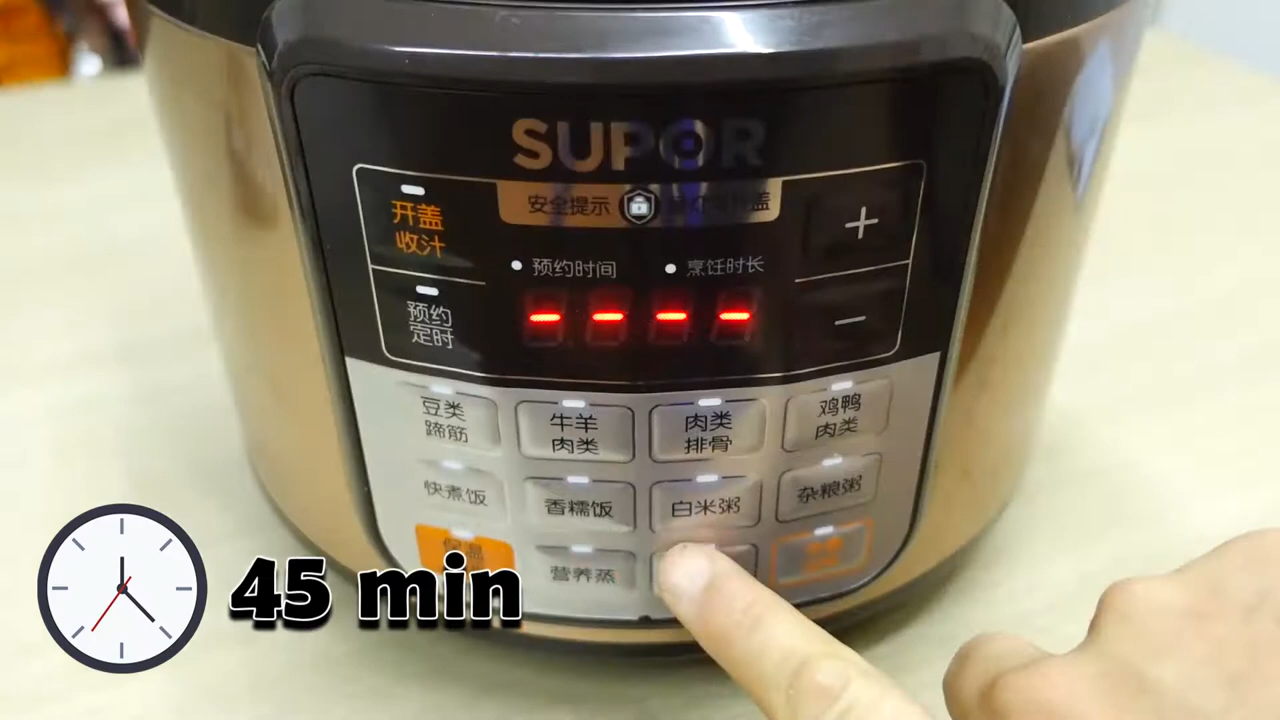 SUPOR
开盖
收汁
安全提示
预约时间
烹饪时长
+
预约
定时
—
豆类
蹄筋
牛羊
肉类
肉类
排骨
鸡鸭
肉类
快煮饭
香糯饭
白米粥
杂粮粥
保温
营养蒸
45 min